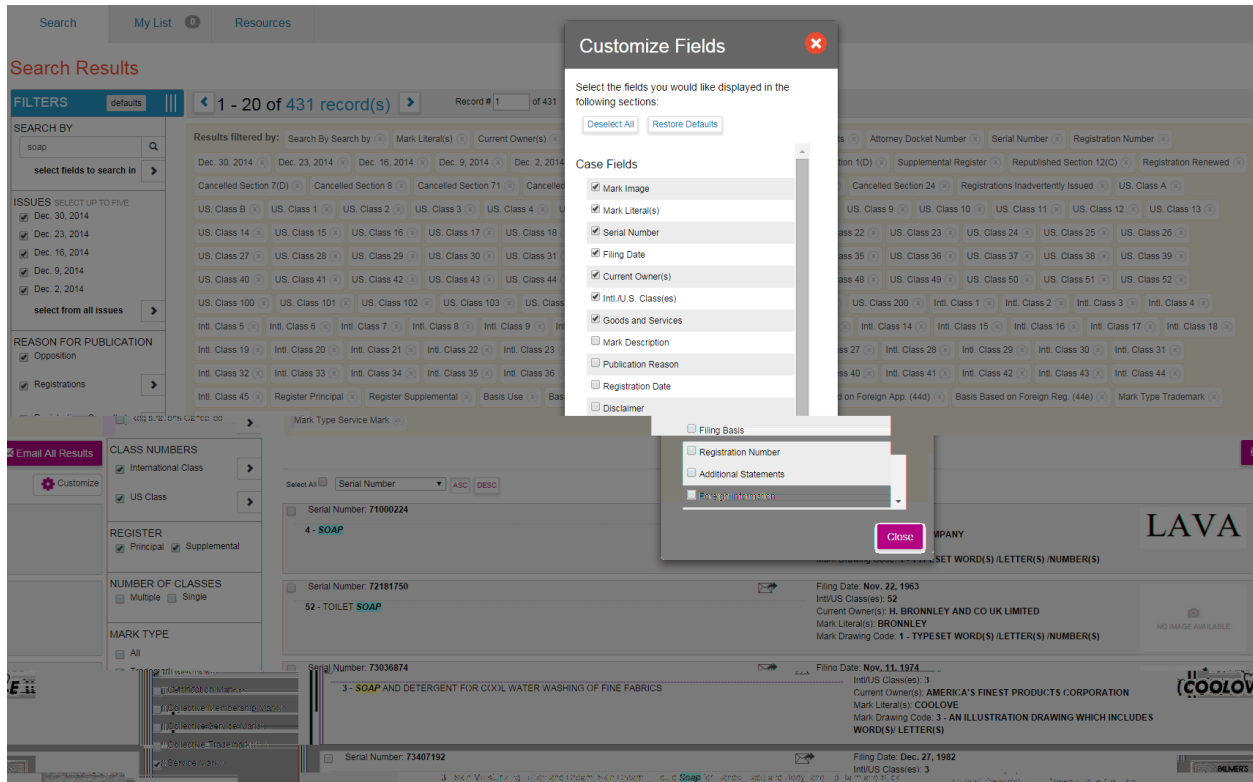 Search My List 0 Resources
Search Results
FILTERS defaults
1 - 20 of 431 record(s) Record # 1 of 431
SEARCH BY
soap
select fields to search in
ISSUES SELECT UP TO FIVE
Dec. 30, 2014
Dec. 23, 2014
Dec. 16, 2014
Dec. 9, 2014
Dec. 2, 2014
select from all issues
REASON FOR PUBLICATION
Opposition
Registrations
Results filtered by: Search By Search by Mark Literal(s) Current Owner(s) Attorney Docket Number Serial Number Registration Number
Dec. 30, 2014 Dec. 23, 2014 Dec. 16, 2014 Dec. 9, 2014 Dec. 2, 2014 Supplemental Register Republished Section 12(C) Registration Renewed
Cancelled Section 7(D) Cancelled Section 8 Cancelled Section 71 Cancelled Cancelled Section 24 Registrations Inadvertently Issued US. Class A
US. Class B US. Class 1 US. Class 2 US. Class 3 US. Class 4 US. Class 9 US. Class 10 US. Class 11 US. Class 12 US. Class 13
US. Class 14 US. Class 15 US. Class 16 US. Class 17 US. Class 18 US. Class 23 US. Class 24 US. Class 25 US. Class 26
US. Class 27 US. Class 28 US. Class 29 US. Class 30 US. Class 31 US. Class 36 US. Class 37 US. Class 38 US. Class 39
US. Class 40 US. Class 41 US. Class 42 US. Class 43 US. Class 44 US. Class 49 US. Class 50 US. Class 51 US. Class 52
US. Class 100 US. Class 101 US. Class 102 US. Class 103 US. Class US. Class 200 Intl. Class 1 Intl. Class 2 Intl. Class 3 Intl. Class 4
Intl. Class 5 Intl. Class 6 Intl. Class 7 Intl. Class 8 Intl. Class 9 Intl. Class 14 Intl. Class 15 Intl. Class 16 Intl. Class 17 Intl. Class 18
Intl. Class 19 Intl. Class 20 Intl. Class 21 Intl. Class 22 Intl. Class 23 Intl. Class 28 Intl. Class 29 Intl. Class 30 Intl. Class 31
Intl. Class 32 Intl. Class 33 Intl. Class 34 Intl. Class 35 Intl. Class 36 Intl. Class 41 Intl. Class 42 Intl. Class 43 Intl. Class 44
Intl. Class 45 Register Principal Register Supplemental Basis Use on Foreign App. (44d) Basis Based on Foreign Reg. (44e) Mark Type Trademark
Mark Type Service Mark
Customize Fields
Select the fields you would like displayed in the
following sections:
Deselect All Restore Defaults
Case Fields
Mark Image
Mark Literal(s)
Serial Number
Filing Date
Current Owner(s)
Intl./U.S. Class(es)
Goods and Services
Mark Description
Publication Reason
Registration Date
Disclaimer
Filing Basis
Registration Number
Additional Statements
Foreign Information
Close
Email All Results
Customize
CLASS NUMBERS
International Class
US Class
REGISTER
Principal Supplemental
NUMBER OF CLASSES
Multiple Single
MARK TYPE
All
Collective Membership Mark
Collective Trademark
Service Mark
Select All Serial Number ASC DESC
Serial Number: 71000224
4 - SOAP
Mark Drawing Code: 1 - TYPESET WORD(S) /LETTER(S) /NUMBER(S)
LAVA
Serial Number: 72181750
52 - TOILET SOAP
Filing Date: Nov. 22, 1963
Intl/US Class(es): 52
Current Owner(s): H. BRONNLEY AND CO UK LIMITED
Mark Literal(s): BRONNLEY
Mark Drawing Code: 1 - TYPESET WORD(S) /LETTER(S) /NUMBER(S)
NO IMAGE AVAILABLE
Serial Number: 73036874
3 - SOAP AND DETERGENT FOR COOL WATER WASHING OF FINE FABRICS
Filing Date: Nov. 11, 1974
Intl/US Class(es): 3
Current Owner(s): AMERICA'S FINEST PRODUCTS CORPORATION
Mark Literal(s): COOLOVE
Mark Drawing Code: 3 - AN ILLUSTRATION DRAWING WHICH INCLUDES
WORD(S)/ LETTER(S)
COOLOV
Serial Number: 73407192
Filing Date: Dec. 27, 1982
Intl/US Class(es): 3
Soap